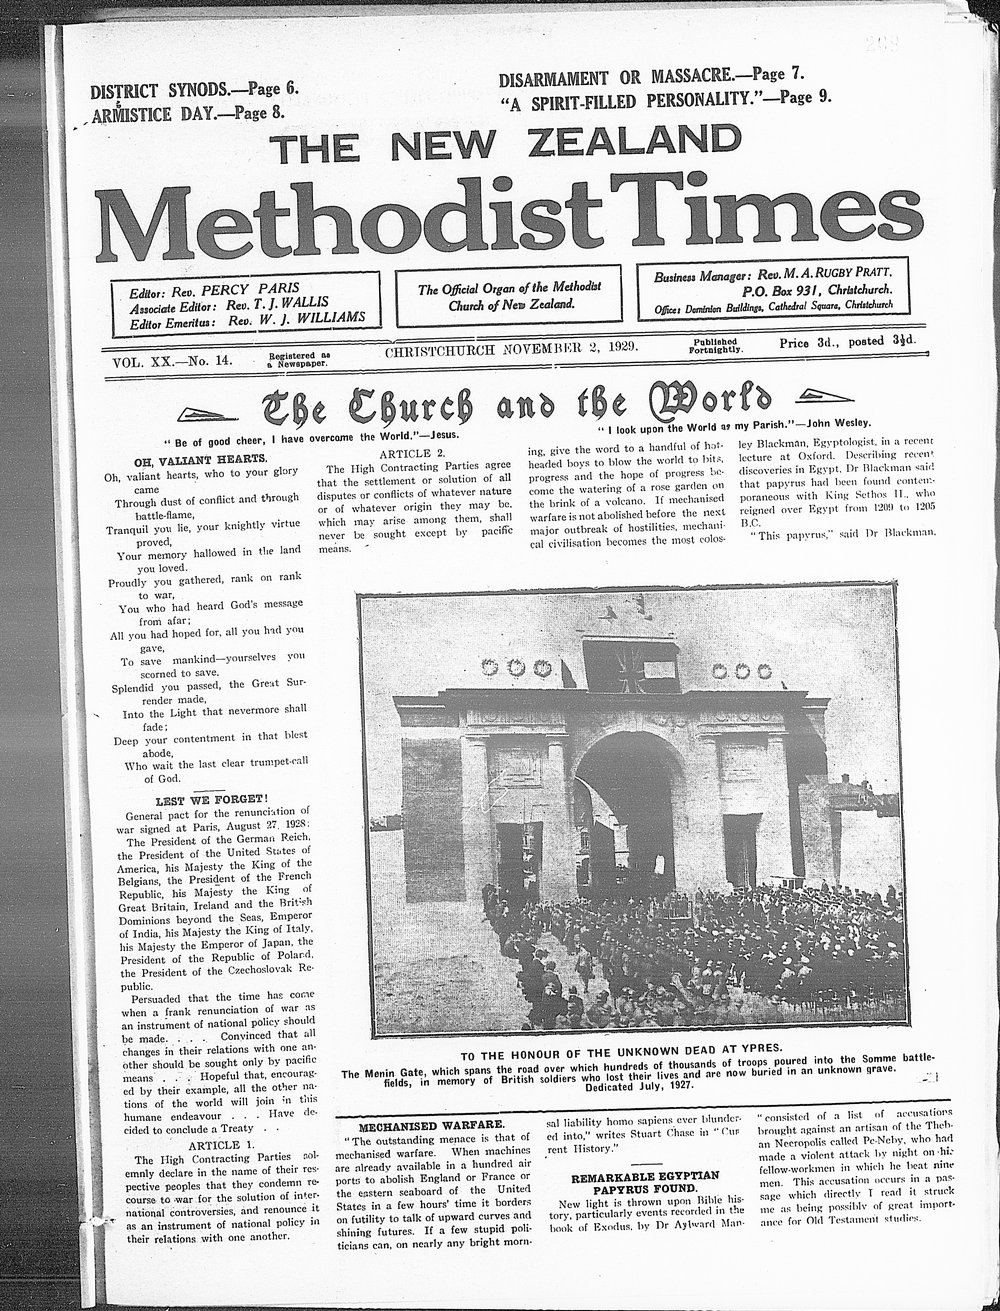 209
DISTRICT SYNODS.—Page 6.
ARMISTICE DAY.—Page 8.
DISARMAMENT OR MASSACRE.—Page 7.
"A SPIRIT-FILLED PERSONALITY."—Page 9.
THE NEW ZEALAND
Methodist Times
Editor: Rev. PERCY PARIS
Associate Editor: Rev. T. J. WALLIS
Editor Emeritus: Rev. W. J. WILLIAMS
The Official Organ of the Methodist
Church of New Zealand.
Business Manager: Rev. M. A. RUGBY PRATT.
P.O. Box 931, Christchurch.
Office: Dominion Buildings, Cathedral Square, Christchurch
VOL. XX.—No. 14.
Registered as
a Newspaper.
CHRISTCHURCH NOVEMBER 2, 1929.
Published
Fortnightly.
Price 3d., posted 3½d.
The Church and the World
"Be of good cheer, I have overcome the World."—Jesus.
"I look upon the World as my Parish."—John Wesley.
OH, VALIANT HEARTS.
Oh, valiant hearts, who to your glory
came
Through dust of conflict and through
battle-flame,
Tranquil you lie, your knightly virtue
proved,
Your memory hallowed in the land
you loved.
Proudly you gathered, rank on rank
to war,
You who had heard God's message
from afar;
All you had hoped for, all you had you
gave,
To save mankind—yourselves you
scorned to save.
Splendid you passed, the Great Sur-
render made,
Into the Light that nevermore shall
fade;
Deep your contentment in that blest
abode,
Who wait the last clear trumpet-call
of God.
LEST WE FORGET!
General pact for the renunciation of
war signed at Paris, August 27, 1928:
The President of the German Reich,
the President of the United States of
America, his Majesty the King of the
Belgians, the President of the French
Republic, his Majesty the King of
Great Britain, Ireland and the British
Dominions beyond the Seas, Emperor
of India, his Majesty the King of Italy,
his Majesty the Emperor of Japan, the
President of the Republic of Poland,
the President of the Czechoslovak Re-
public.
Persuaded that the time has come
when a frank renunciation of war as
an instrument of national policy should
be made. . . . Convinced that all
changes in their relations with one an-
other should be sought only by pacific
means . . . Hopeful that, encourag-
ed by their example, all the other na-
tions of the world will join in this
humane endeavour . . . Have de-
cided to conclude a Treaty . .
ARTICLE 1.
The High Contracting Parties sol-
emnly declare in the name of their res-
pective peoples that they condemn re-
course to war for the solution of inter-
national controversies, and renounce it
as an instrument of national policy in
their relations with one another.
ARTICLE 2.
The High Contracting Parties agree
that the settlement or solution of all
disputes or conflicts of whatever nature
or of whatever origin they may be,
which may arise among them, shall
never be sought except by pacific
means.
ing, give the word to a handful of hot-
headed boys to blow the world to bits,
progress and the hope of progress be-
come the watering of a rose garden on
the brink of a volcano. If mechanised
warfare is not abolished before the next
major outbreak of hostilities, mechani-
cal civilisation becomes the most colos-
ley Blackman, Egyptologist, in a recent
lecture at Oxford. Describing recent
discoveries in Egypt, Dr Blackman said
that papyrus had been found contem-
poraneous with King Sethos II., who
reigned over Egypt from 1209 to 1205
B.C.
"This papyrus," said Dr Blackman,
TO THE HONOUR OF THE UNKNOWN DEAD AT YPRES.
The Menin Gate, which spans the road over which hundreds of thousands of troops poured into the Somme battle-
fields, in memory of British soldiers who lost their lives and are now buried in an unknown grave.
Dedicated July, 1927.
MECHANISED WARFARE.
"The outstanding menace is that of
mechanised warfare. When machines
are already available in a hundred air
ports to abolish England or France or
the eastern seaboard of the United
States in a few hours' time it borders
on futility to talk of upward curves and
shining futures. If a few stupid poli-
ticians can, on nearly any bright morn-
sal liability homo sapiens ever blunder-
ed into," writes Stuart Chase in "Cur
rent History."
REMARKABLE EGYPTIAN
PAPYRUS FOUND.
New light is thrown upon Bible his-
tory, particularly events recorded in the
book of Exodus, by Dr Aylward Man-
"consisted of a list of accusations
brought against an artisan of the Theb-
an Necropolis called Pe-Neby, who had
made a violent attack by night on his
fellow-workmen in which he beat nine
men. This accusation occurs in a pas-
sage which directly I read it struck
me as being possibly of great import-
ance for Old Testament studies.